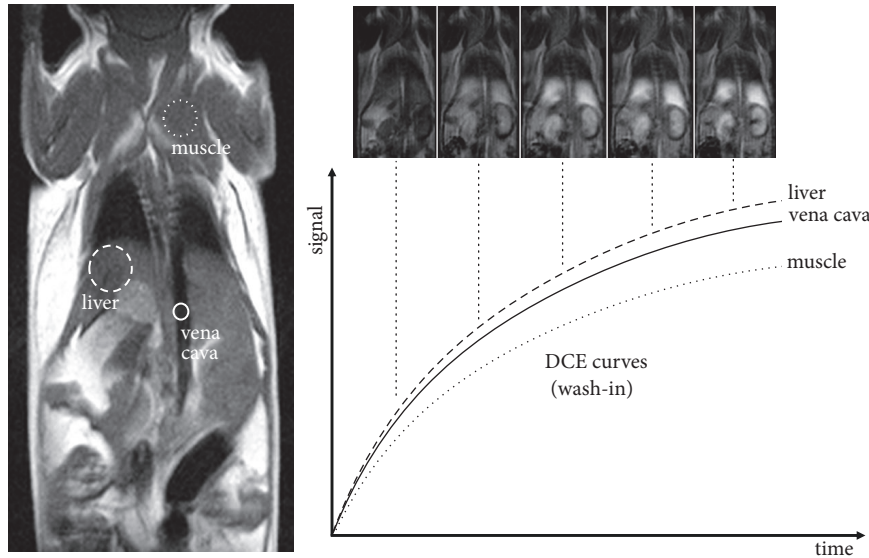 muscle
liver
vena
cava
signal
liver
vena cava
muscle
DCE curves
(wash-in)
time